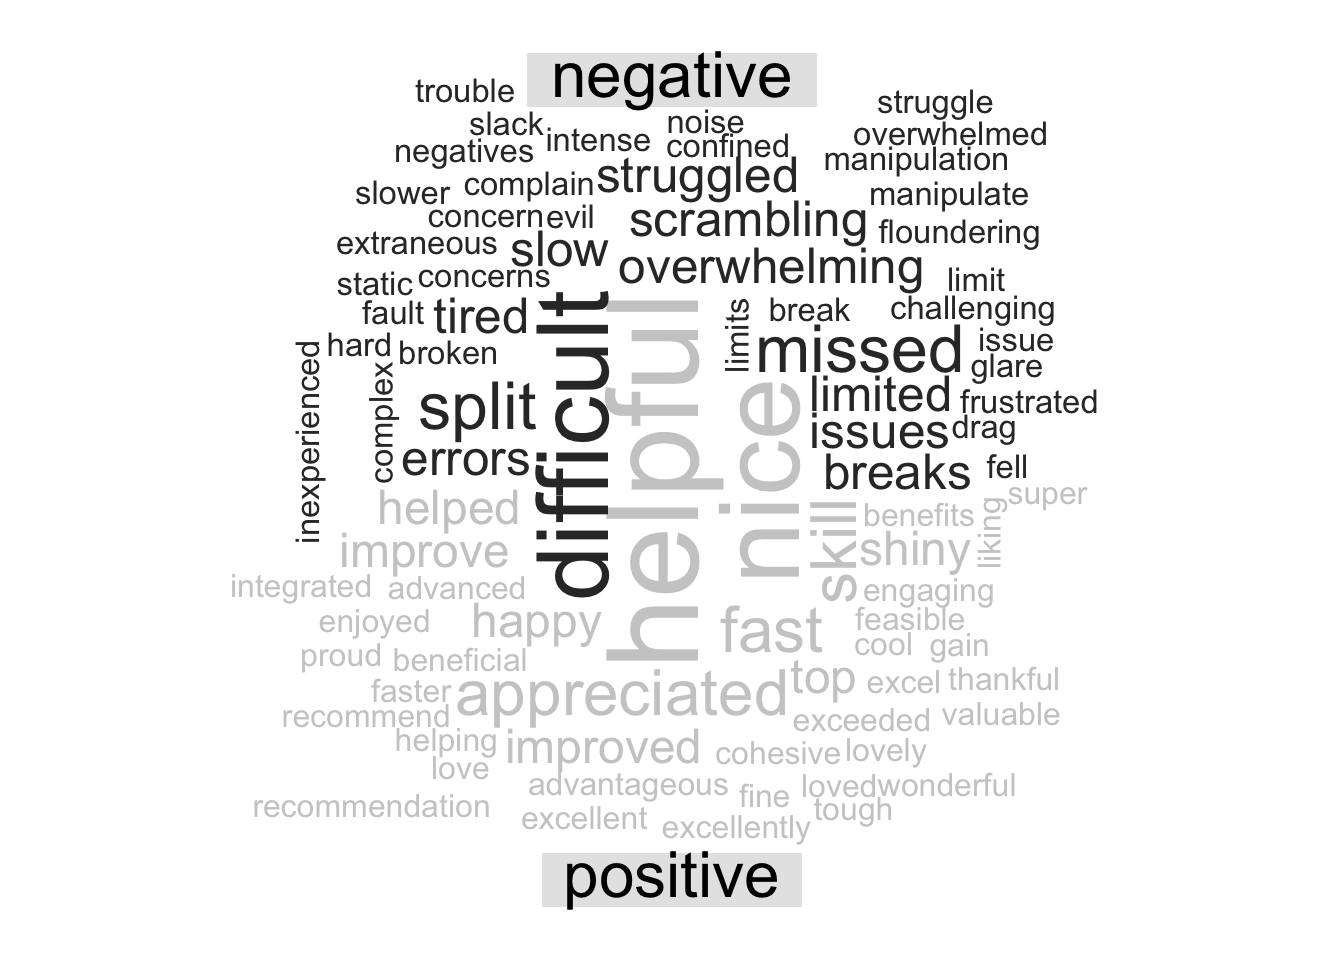 negative
trouble
struggle
slack
noise
overwhelmed
intense
confined
negatives
manipulation
struggled
complain
slower
manipulate
concern
evil
scrambling
floundering
extraneous
slow
overwhelming
concerns
static
limit
fault
tired
difficult
helpful
limits
break
challenging
hard
broken
missed
issue
glare
inexperienced
complex
split
nice
limited
frustrated
issues
drag
errors
breaks
fell
helped
skill
benefits
liking
super
improve
shiny
integrated
advanced
engaging
enjoyed
happy
fast
feasible
cool
gain
proud
beneficial
faster
appreciated
top
excel
thankful
recommend
exceeded
valuable
helping
improved
cohesive
lovely
love
advantageous
fine
loved
wonderful
recommendation
excellent
excellently
tough
positive